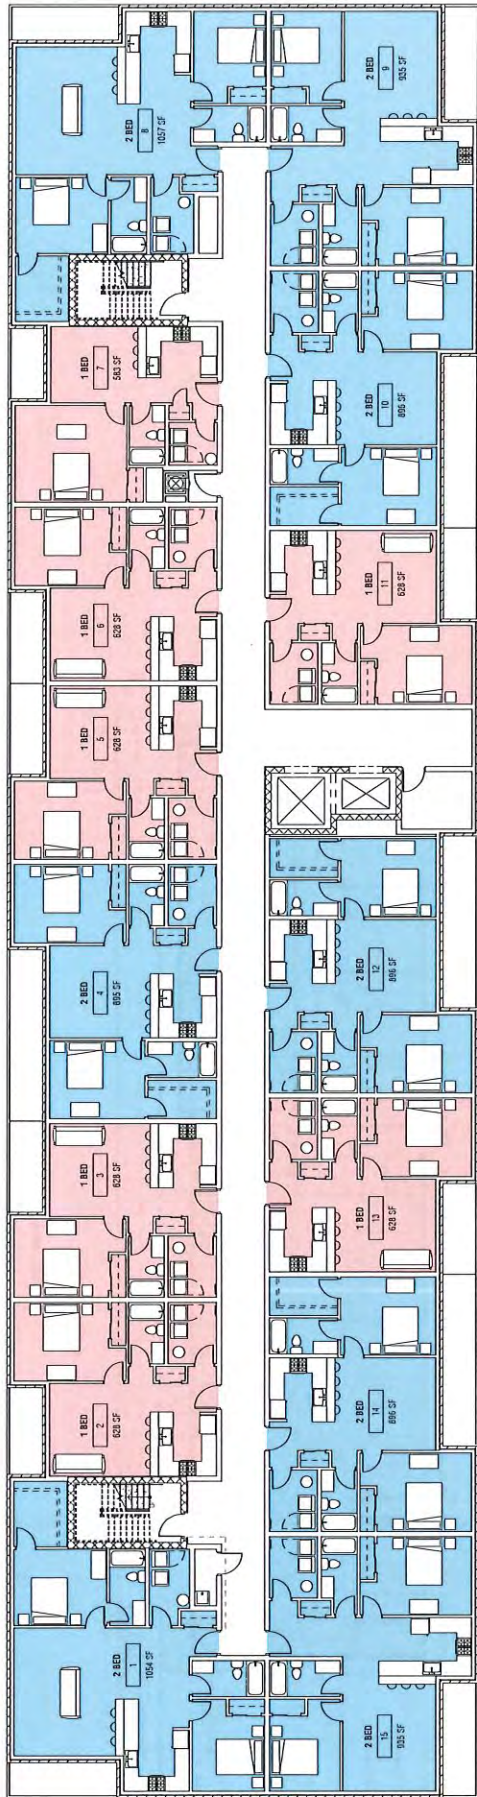 2 BED
8
1057 SF
2 BED
9
935 SF
1 BED
7
583 SF
2 BED
10
895 SF
1 BED
6
628 SF
1 BED
11
628 SF
1 BED
5
628 SF
2 BED
4
895 SF
2 BED
12
896 SF
1 BED
3
628 SF
1 BED
13
628 SF
1 BED
2
628 SF
2 BED
14
896 SF
2 BED
1
1054 SF
2 BED
15
935 SF